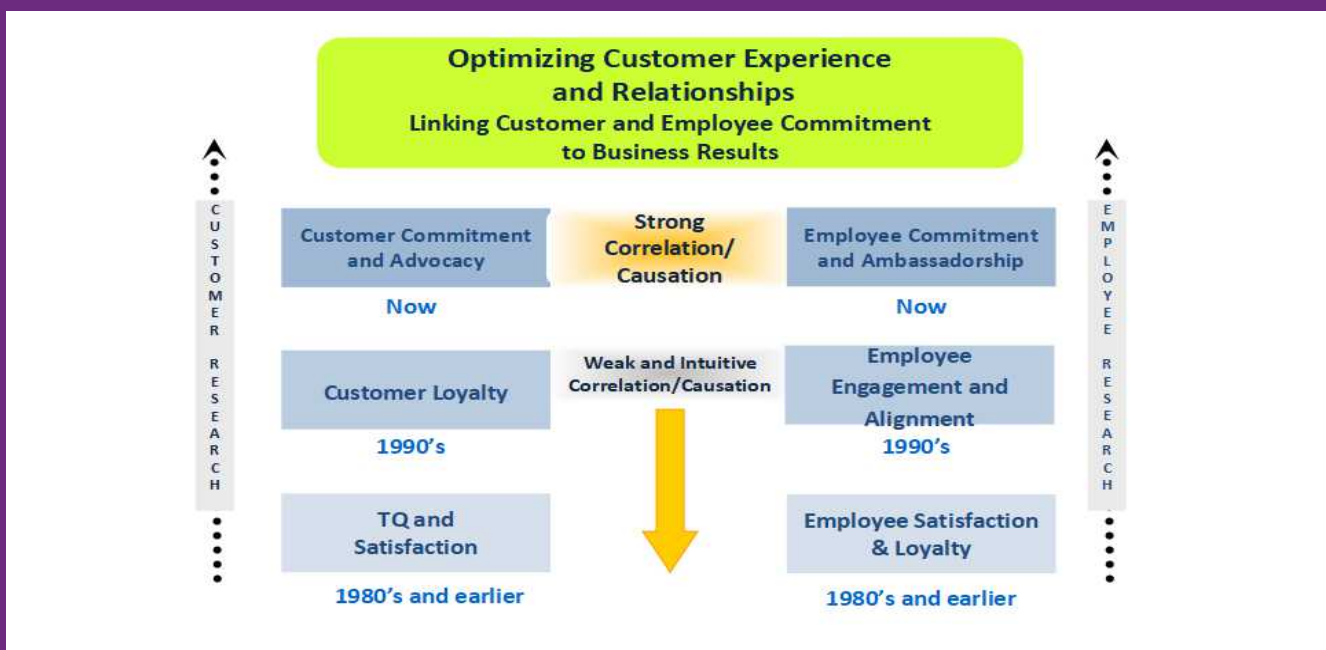 Optimizing Customer Experience
and Relationships
Linking Customer and Employee Commitment
to Business Results
CUSTOMER RESEARCH
Customer Commitment
and Advocacy
Now
Strong
Correlation/
Causation
Employee Commitment
and Ambassadorship
Now
Customer Loyalty
1990's
Weak and Intuitive
Correlation/Causation
Employee
Engagement and
Alignment
1990's
TQ and
Satisfaction
1980's and earlier
Employee Satisfaction
& Loyalty
1980's and earlier
EMPLOYEE RESEARCH